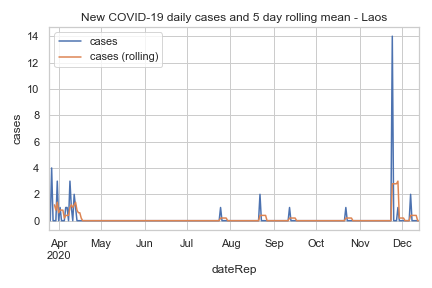 New COVID-19 daily cases and 5 day rolling mean - Laos
cases
cases (rolling)
cases
14
12
10
8
6
4
2
0
Apr May Jun Jul Aug Sep Oct Nov Dec
2020
dateRep